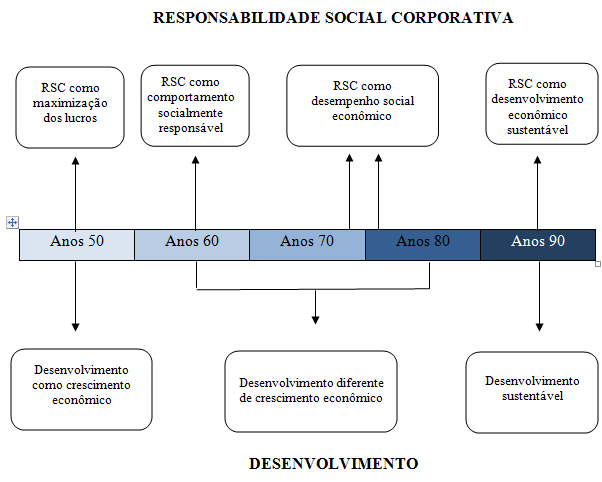 RESPONSABILIDADE SOCIAL CORPORATIVA
RSC como
maximização
dos lucros
RSC como
comportamento
socialmente
responsável
RSC como
desempenho social
econômico
RSC como
desenvolvimento
econômico
sustentável
Anos 50
Anos 60
Anos 70
Anos 80
Anos 90
Desenvolvimento
como crescimento
econômico
Desenvolvimento diferente
de crescimento econômico
Desenvolvimento
sustentável
DESENVOLVIMENTO